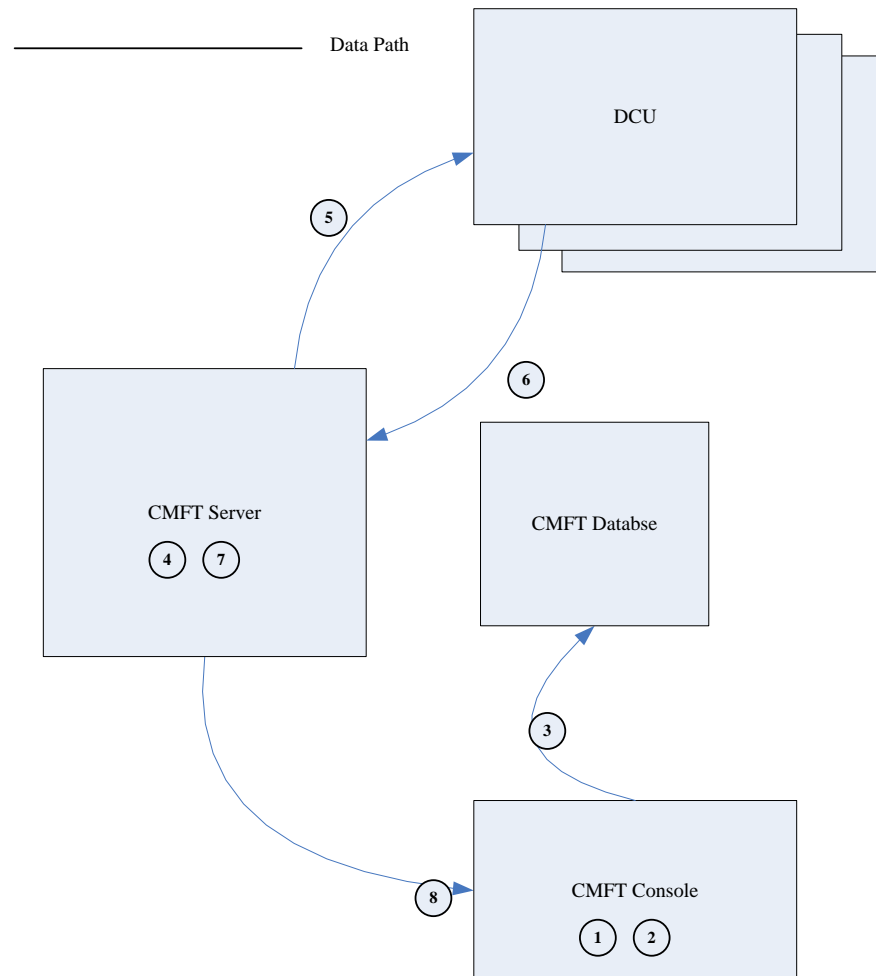 Data Path
DCU
5
6
CMFT Server
4 7
CMFT Databse
3
8
CMFT Console
1 2